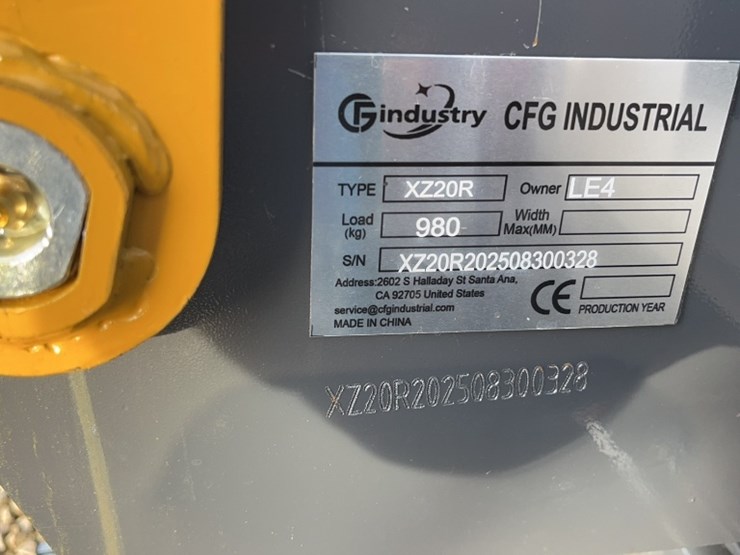 CFindustry CFG INDUSTRIAL
TYPE XZ20R Owner LE4
Load (kg) 980 Width Max(MM)
S/N XZ20R202508300328
Address:2602 S Halladay St Santa Ana,
CA 92705 United States
service@cfgindustrial.com
MADE IN CHINA
CE PRODUCTION YEAR
XZ20R202508300328